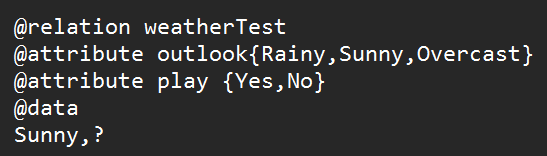 @relation weatherTest
@attribute outlook{Rainy,Sunny,Overcast}
@attribute play {Yes,No}
@data
Sunny,?